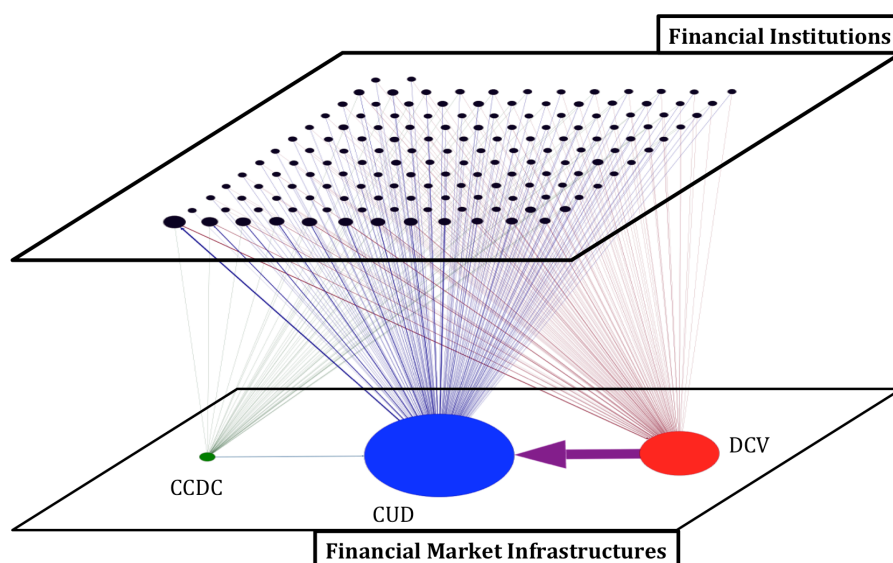 Financial Institutions
DCV
CCDC
CUD
Financial Market Infrastructures